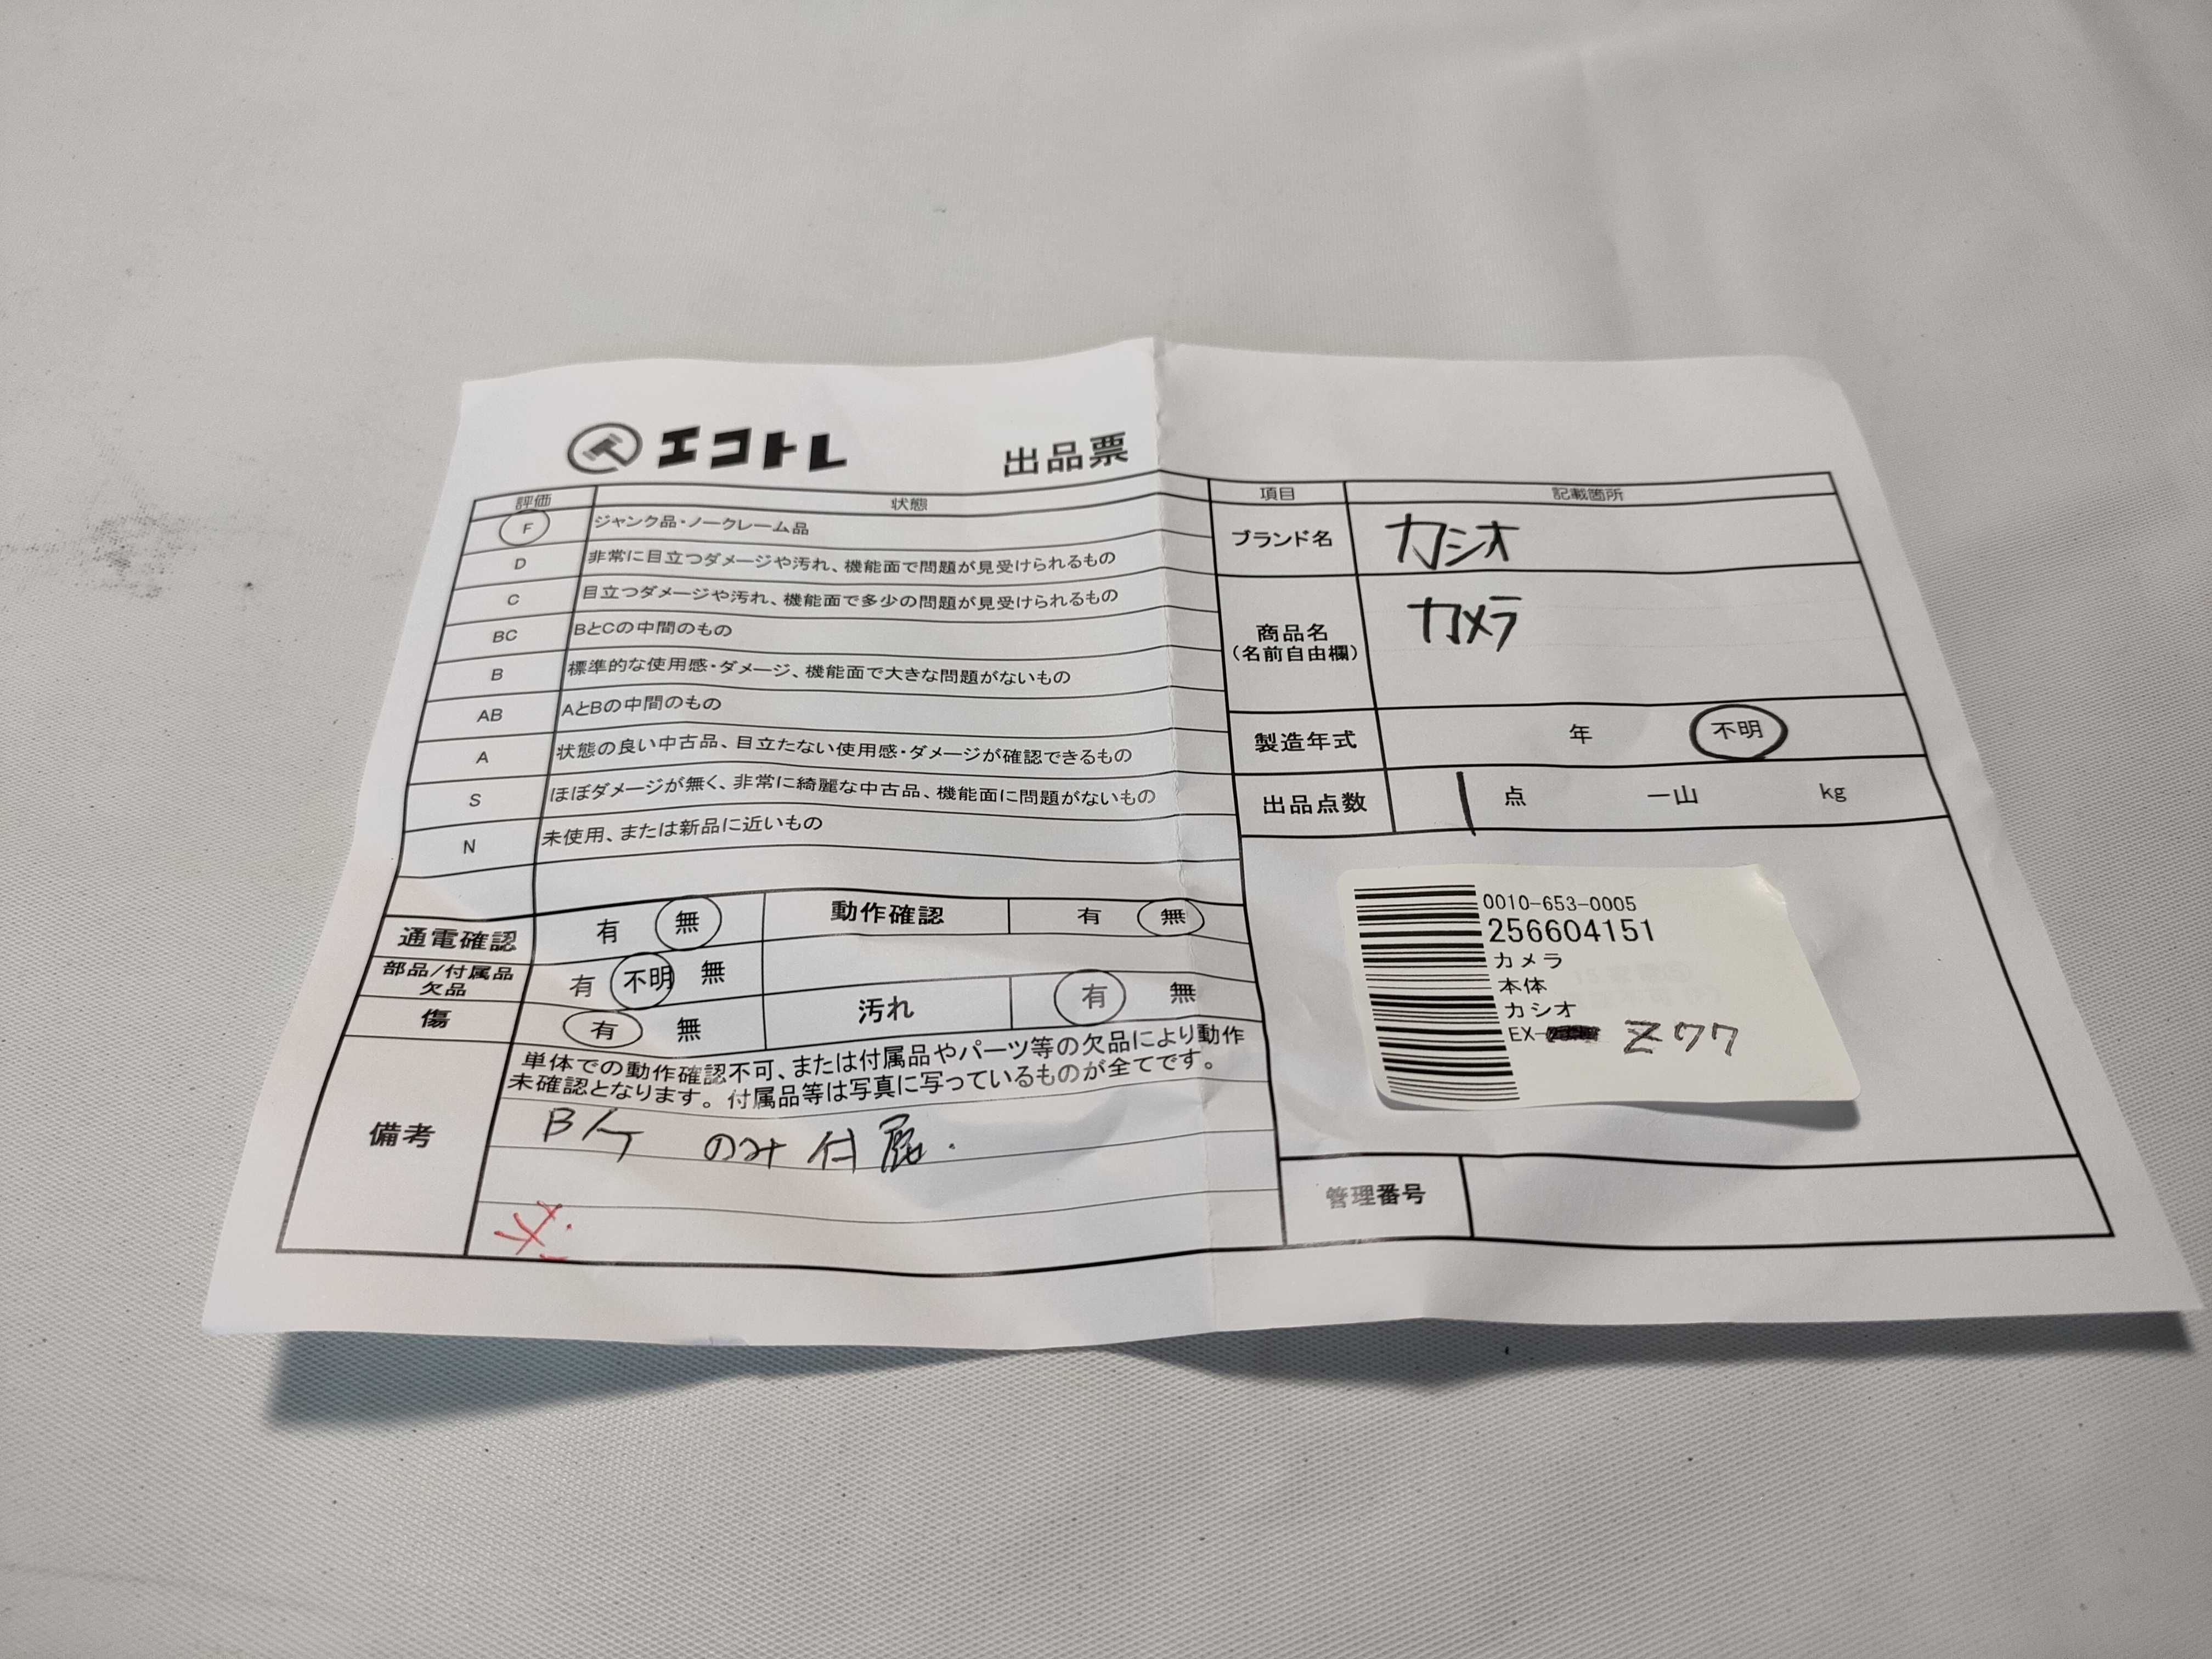 エコトレ 出品票
評価 状態
F ジャンク品・ノークレーム品
D 非常に目立つダメージや汚れ、機能面で問題が見受けられるもの
C 目立つダメージや汚れ、機能面で多少の問題が見受けられるもの
BC BとCの中間のもの
B 標準的な使用感・ダメージ、機能面で大きな問題がないもの
AB AとBの中間のもの
A 状態の良い中古品、目立たない使用感・ダメージが確認できるもの
S ほぼダメージが無く、非常に綺麗な中古品、機能面に問題がないもの
N 未使用、または新品に近いもの
通電確認 有 無 動作確認 有 無
部品/付属品
欠品 有 不明 無
傷 有 無 汚れ 有 無
備考
単体での動作確認不可、または付属品やパーツ等の欠品により動作
未確認となります。付属品等は写真に写っているものが全てです。
のみ付属.
項目 記載箇所
ブランド名 カシオ
商品名
(名前自由欄) カメラ
製造年式 年 不明
出品点数 1 点 一山 kg
0010-653-0005
256604151
カメラ
本体
カシオ
EX- Z77
管理番号